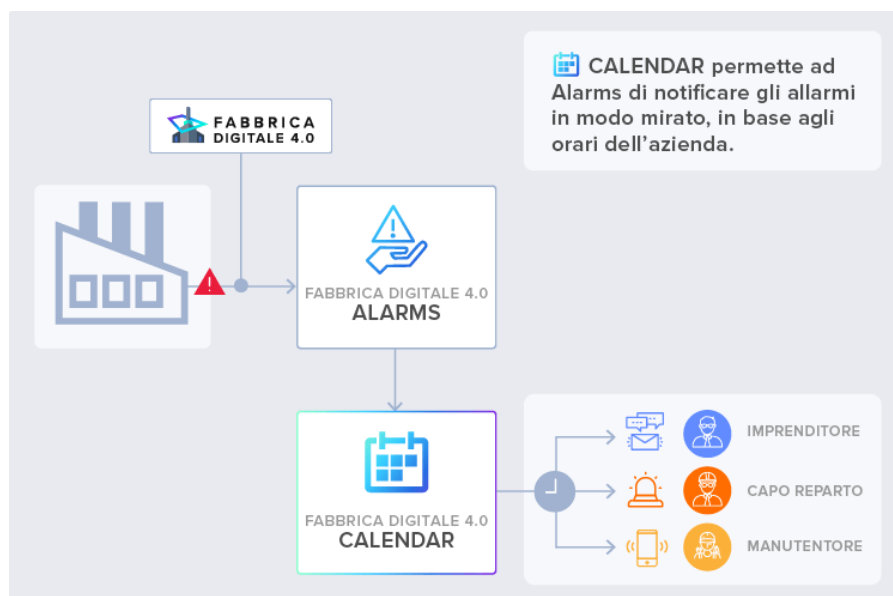 CALENDAR permette ad
Alarms di notificare gli allarmi
in modo mirato, in base agli
orari dell’azienda.
FABBRICA
DIGITALE 4.0
FABBRICA DIGITALE 4.0
ALARMS
FABBRICA DIGITALE 4.0
CALENDAR
IMPRENDITORE
CAPO REPARTO
MANUTENTORE